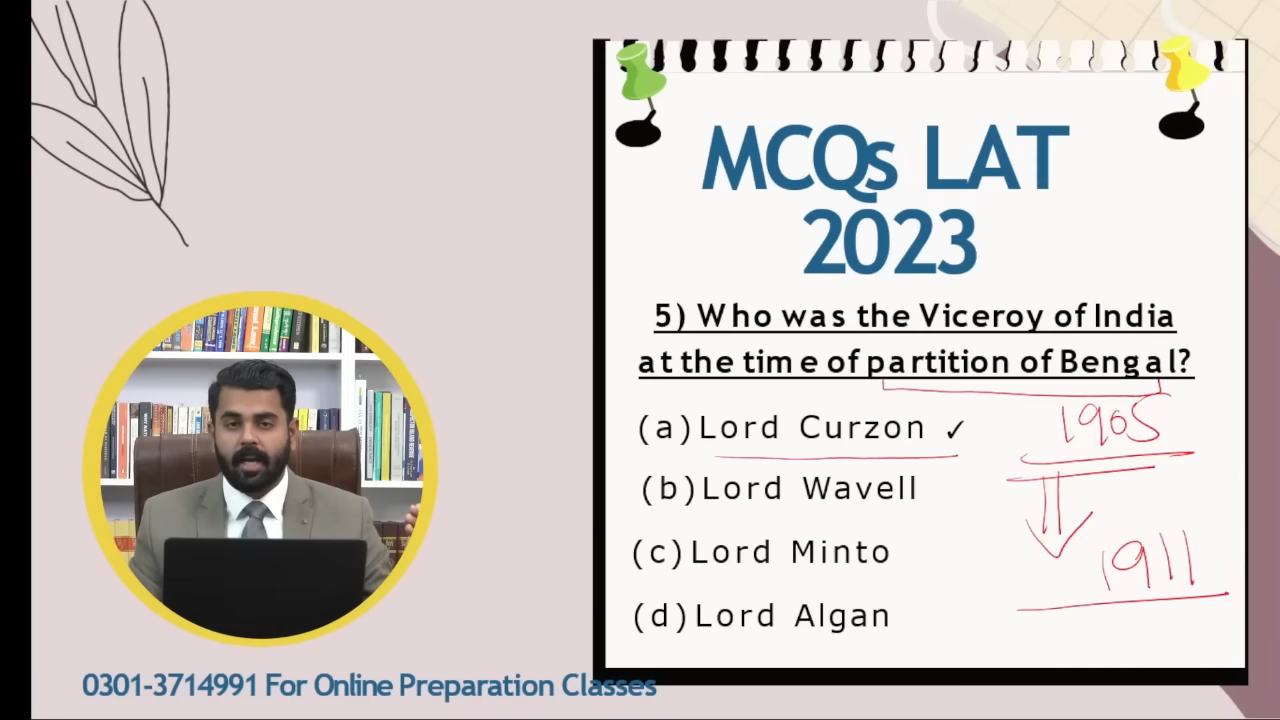 MCQs LAT
2023
5) Who was the Viceroy of India
at the time of partition of Bengal?
(a) Lord Curzon ✓
1905
(b) Lord Wavell
(c) Lord Minto
1911
(d) Lord Algan
0301-3714991 For Online Preparation Classes